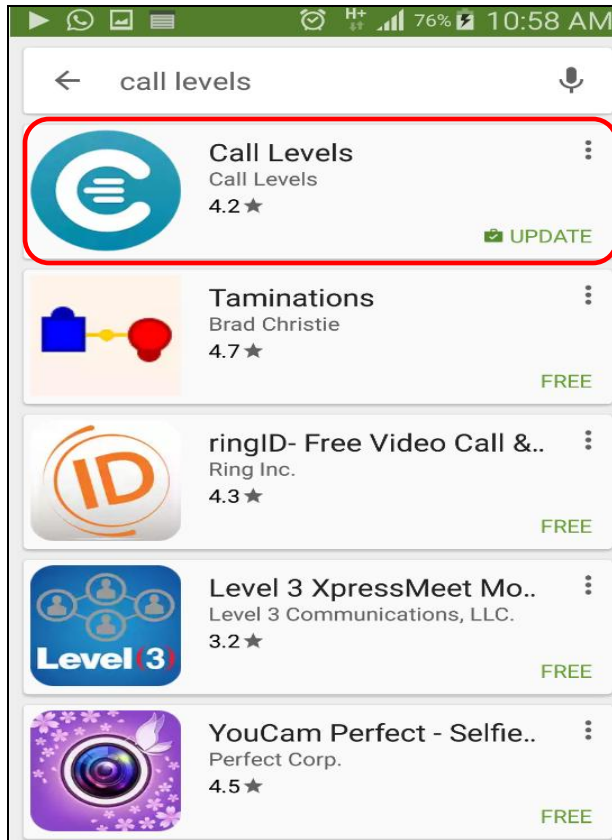 H+ 76% 10:58 AM
call levels
Call Levels
Call Levels
4.2★
UPDATE
Taminations
Brad Christie
4.7★
FREE
ID
ringID- Free Video Call &..
Ring Inc.
4.3★
FREE
Level 3 XpressMeet Mo..
Level 3 Communications, LLC.
3.2★
Level(3)
FREE
YouCam Perfect - Selfie..
Perfect Corp.
4.5★
FREE